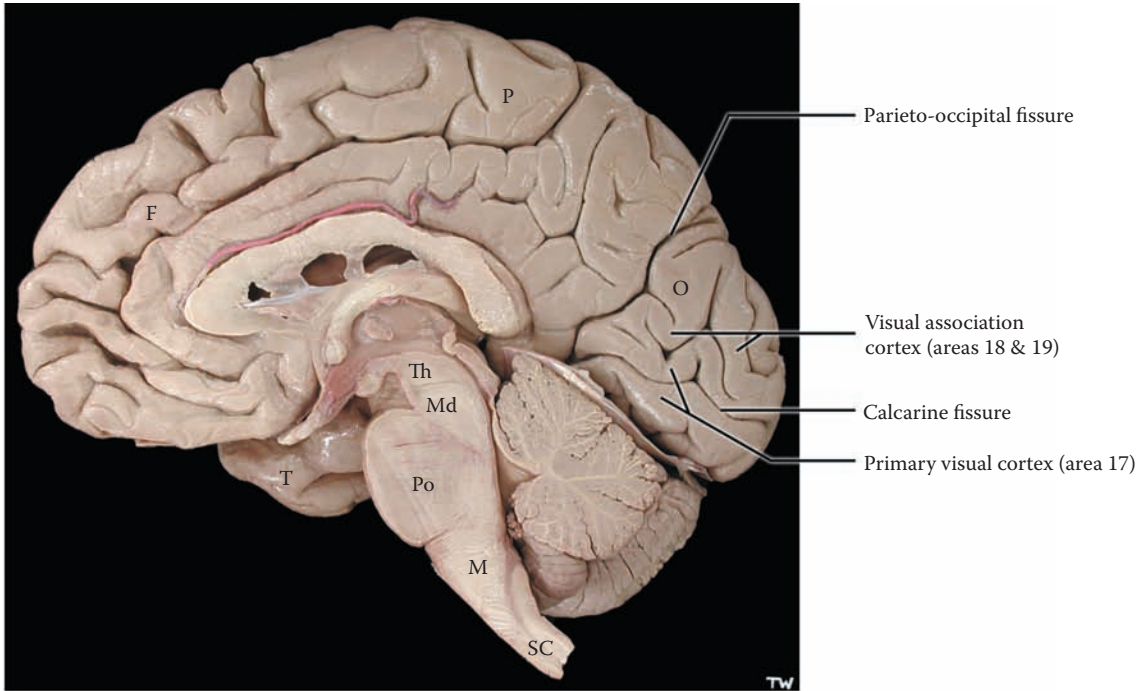 P
Parieto-occipital fissure
F
O
Visual association
cortex (areas 18 & 19)
Th
Md
Calcarine fissure
Primary visual cortex (area 17)
T
Po
M
SC
TW